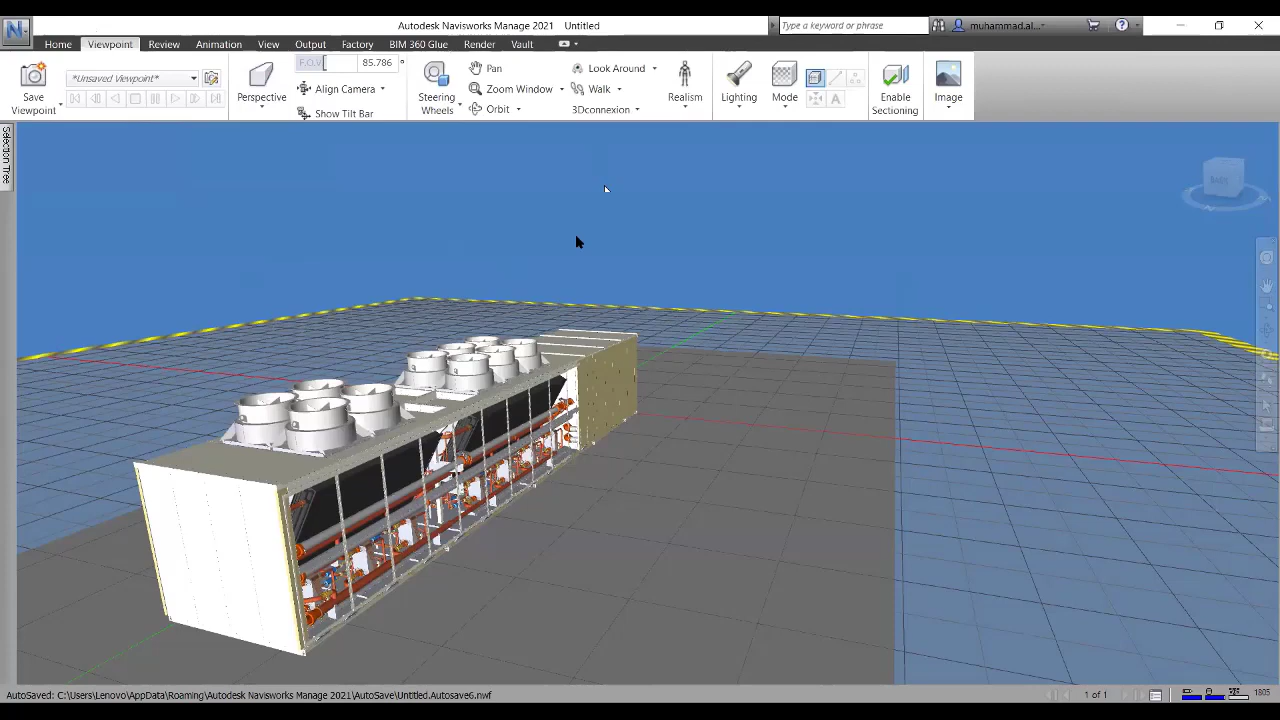 Autodesk Navisworks Manage 2021 Untitled
Type a keyword or phrase
muhammad.al...
Home Viewpoint Review Animation View Output Factory BIM 360 Glue Render Vault
*Unsaved Viewpoint*
Save Viewpoint
Perspective
F.O.V. 85.786 °
Align Camera
Show Tilt Bar
Steering Wheels
Pan
Zoom Window
Orbit
Look Around
Walk
3Dconnexion
Realism
Lighting
Mode
A
Enable Sectioning
Image
Selection Tree
BACK
AutoSaved: C:\Users\Lenovo\AppData\Roaming\Autodesk Navisworks Manage 2021\AutoSave\Untitled.Autosave6.nwf
1 of 1
1805